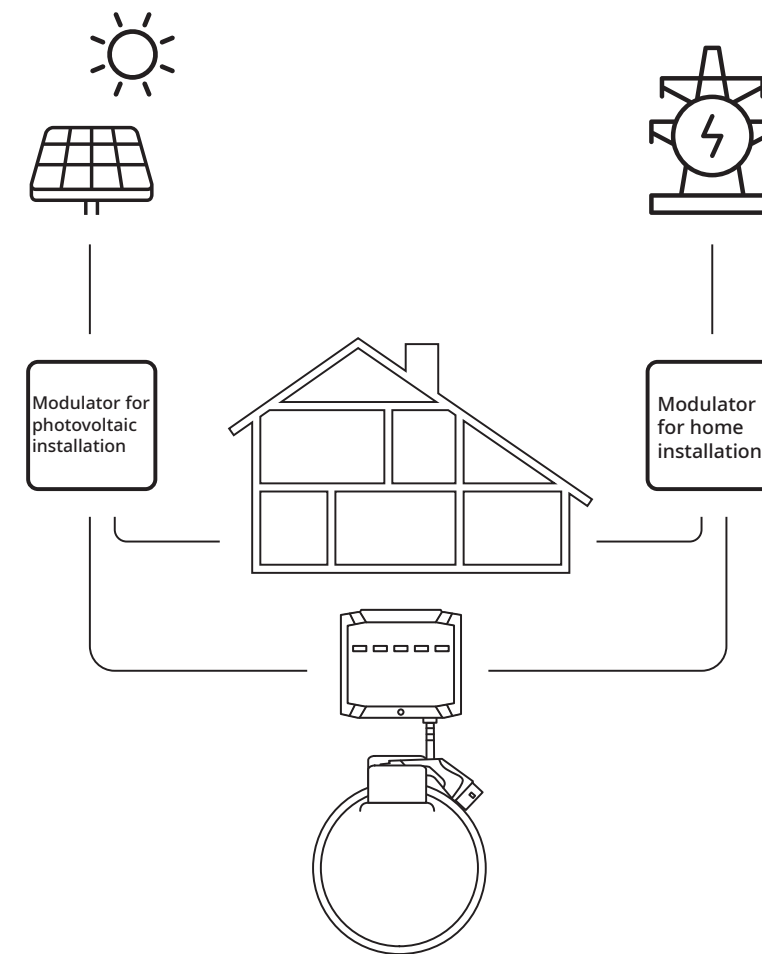 Modulator for
photovoltaic
installation
Modulator
for home
installation